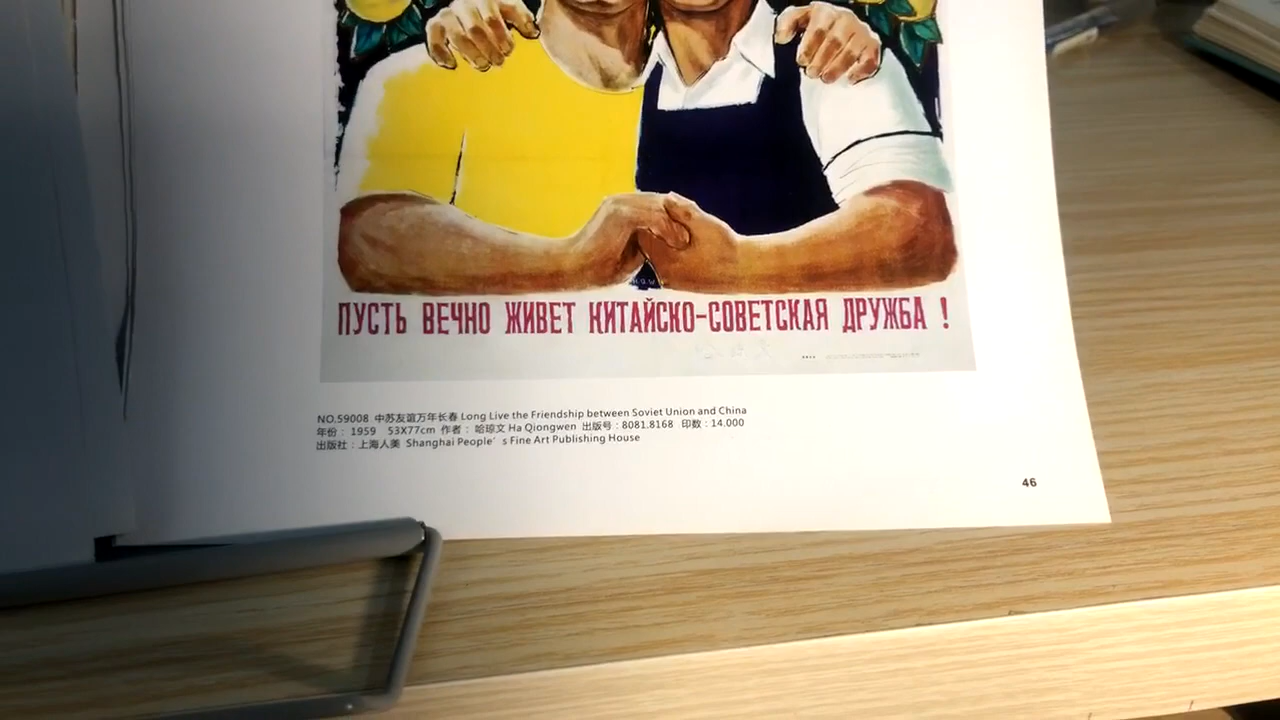 ПУСТЬ ВЕЧНО ЖИВЕТ КИТАЙСКО-СОВЕТСКАЯ ДРУЖБА !
NO.59008 中苏友谊万年长春 Long Live the Friendship between Soviet Union and China
年份：1959 53X77cm 作者：哈琼文 Ha Qiongwen 出版号：8081.8168 印数：14.000
出版社：上海人美 Shanghai People's Fine Art Publishing House
46